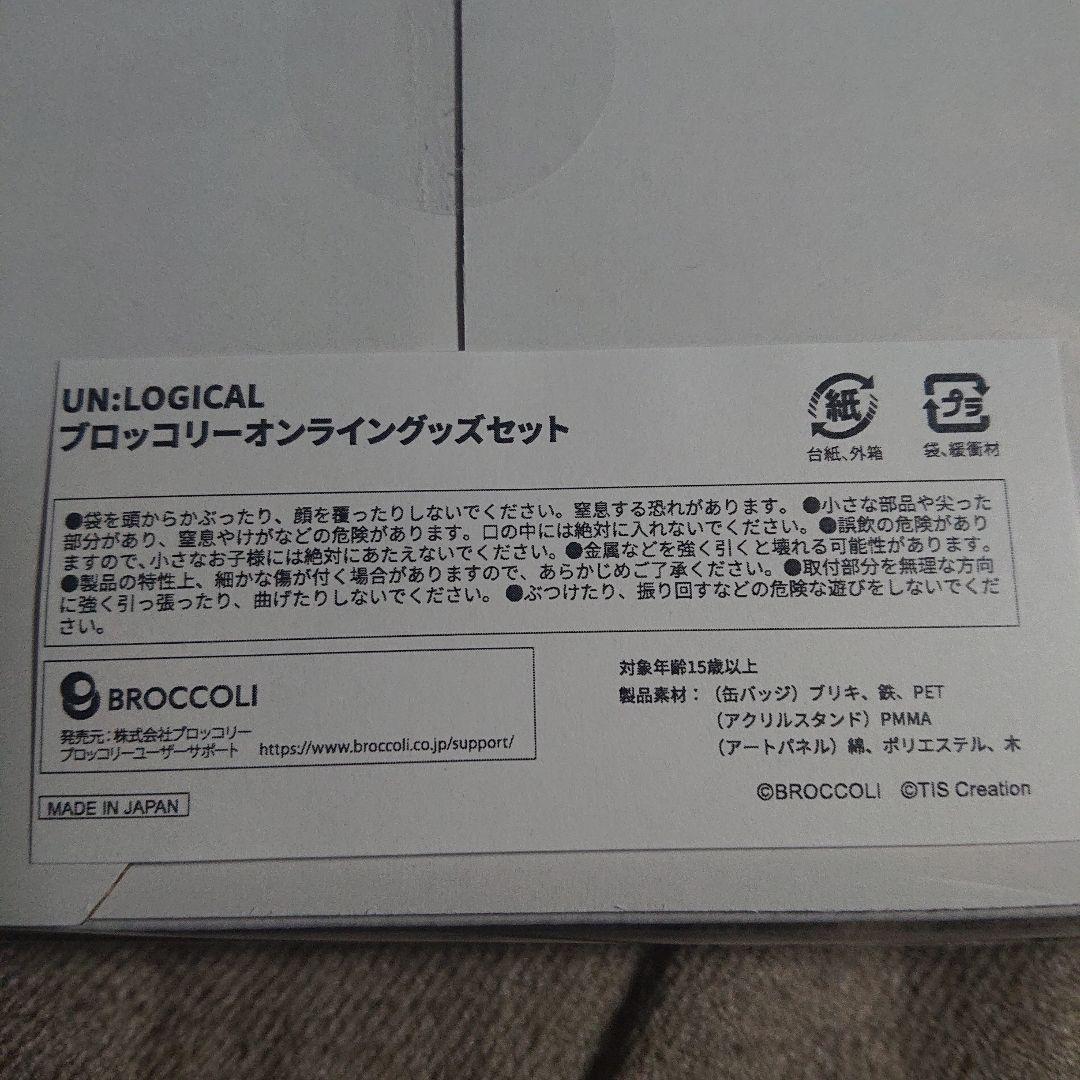 UN:LOGICAL
ブロッコリーオンライングッズセット
紙
台紙、外箱
プラ
袋、緩衝材
●袋を頭からかぶったり、顔を覆ったりしないでください。窒息する恐れがあります。 ●小さな部品や尖った
部分があり、窒息やけがなどの危険があります。口の中には絶対に入れないでください。●誤飲の危険があり
ますので、小さなお子様には絶対にあたえないでください。●金属などを強く引くと壊れる可能性があります。
●製品の特性上、細かな傷が付く場合がありますので、あらかじめご了承ください。●取付部分を無理な方向
に強く引っ張ったり、曲げたりしないでください。 ●ぶつけたり、振り回すなどの危険な遊びをしないでくだ
さい。
BROCCOLI
発売元：株式会社ブロッコリー
ブロッコリーユーザーサポート https://www.broccoli.co.jp/support/
MADE IN JAPAN
対象年齢15歳以上
製品素材：（缶バッジ）ブリキ、鉄、PET
（アクリルスタンド）PMMA
（アートパネル）綿、ポリエステル、木
©BROCCOLI ©TIS Creation